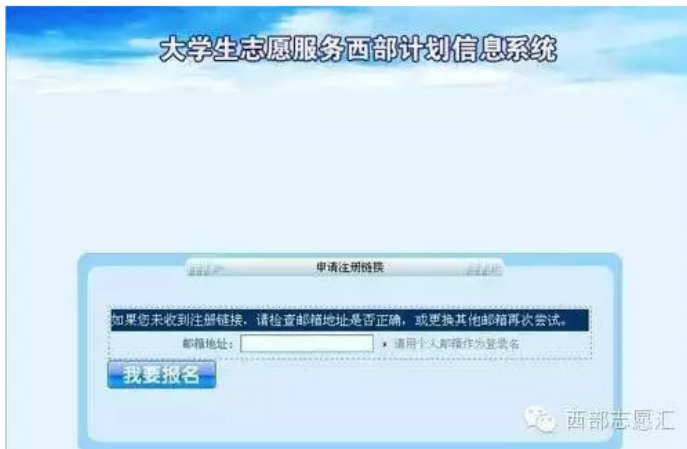 大学生志愿服务西部计划信息系统
申请注册链接
如果您未收到注册链接，请检查邮箱地址是否正确，或更换其他邮箱再次尝试。
邮箱地址：
* 请用个人邮箱作为登录名
我要报名
西部志愿汇